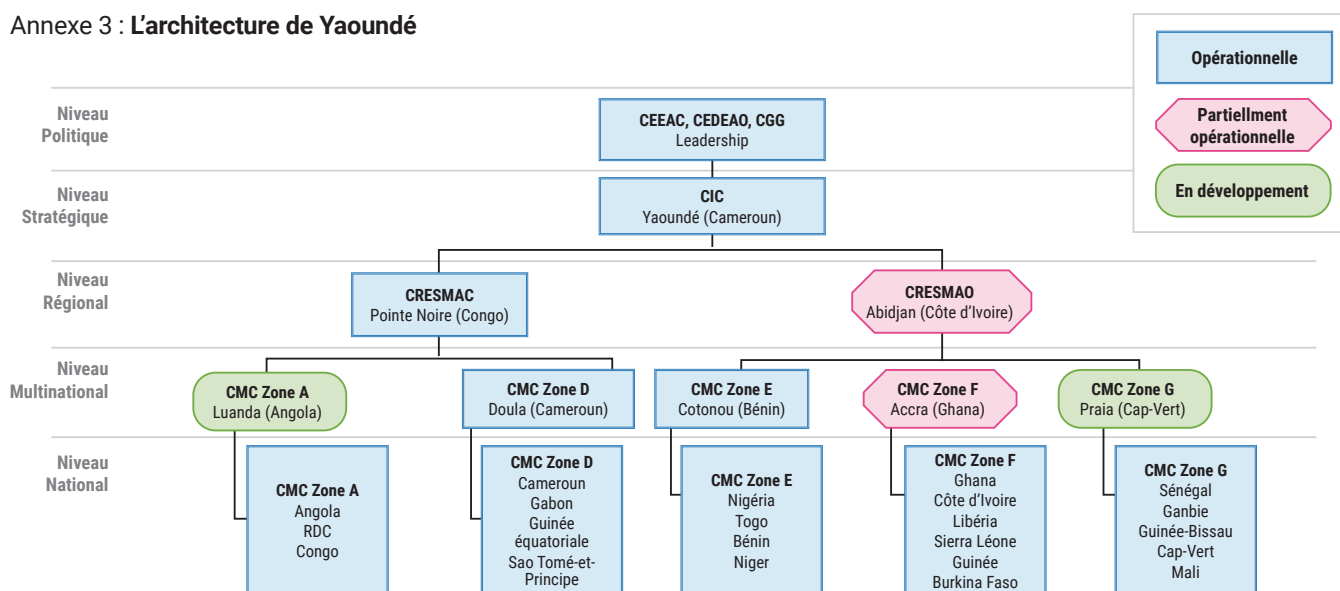 Annexe 3 : L'architecture de Yaoundé
Opérationnelle
Partiellment
opérationnelle
En développement
Niveau
Politique
CEEAC, CEDEAO, CGG
Leadership
Niveau
Stratégique
CIC
Yaoundé (Cameroun)
Niveau
Régional
CRESMAC
Pointe Noire (Congo)
CRESMAO
Abidjan (Côte d'Ivoire)
Niveau
Multinational
CMC Zone A
Luanda (Angola)
CMC Zone D
Doula (Cameroun)
CMC Zone E
Cotonou (Bénin)
CMC Zone F
Accra (Ghana)
CMC Zone G
Praia (Cap-Vert)
Niveau
National
CMC Zone A
Angola
RDC
Congo
CMC Zone D
Cameroun
Gabon
Guinée
équatoriale
Sao Tomé-et-
Principe
CMC Zone E
Nigéria
Togo
Bénin
Niger
CMC Zone F
Ghana
Côte d'Ivoire
Libéria
Sierra Léone
Guinée
Burkina Faso
CMC Zone G
Sénégal
Ganbie
Guinée-Bissau
Cap-Vert
Mali